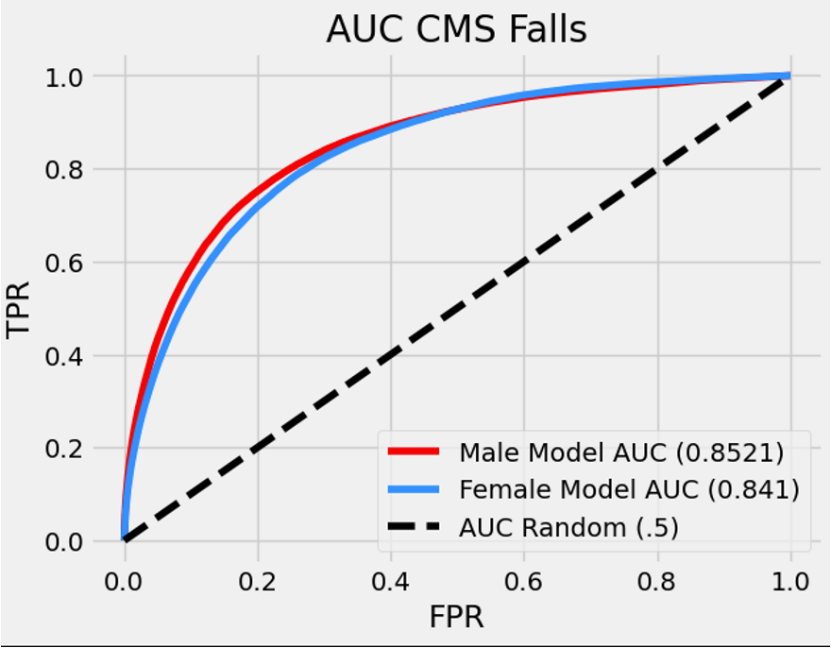 AUC CMS Falls
1.0
0.8
0.6
0.4
0.2
0.0
TPR
Male Model AUC (0.8521)
Female Model AUC (0.841)
AUC Random (.5)
0.0 0.2 0.4 0.6 0.8 1.0
FPR